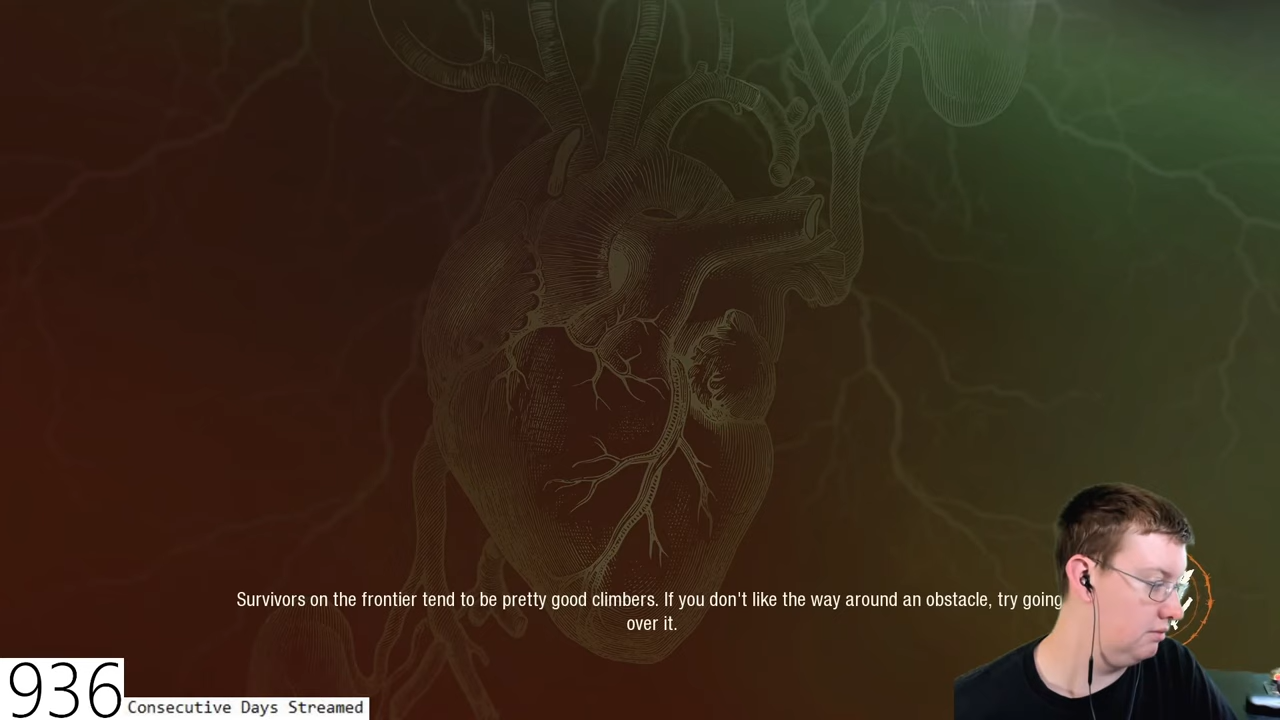 Survivors on the frontier tend to be pretty good climbers. If you don't like the way around an obstacle, try going
over it.
936
Consecutive Days Streamed